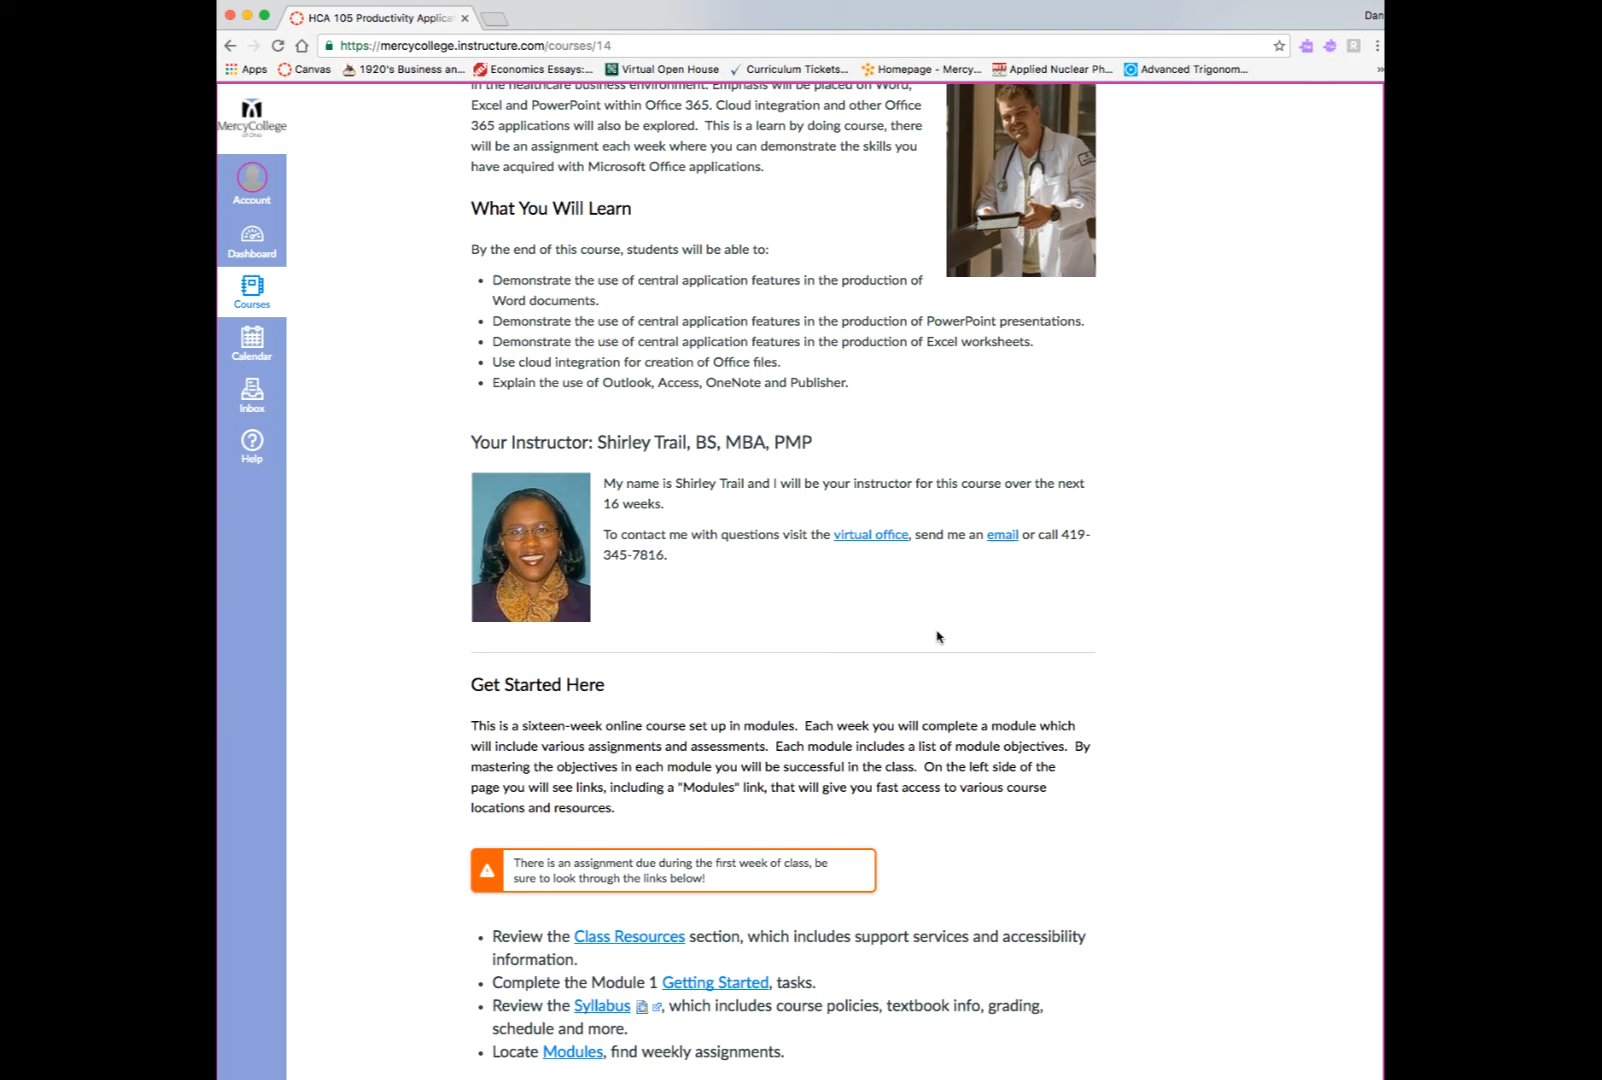 HCA 105 Productivity Applica
Dan
https://mercycollege.instructure.com/courses/14
Apps
Canvas
1920's Business an...
Economics Essays:...
Virtual Open House
Curriculum Tickets...
Homepage - Mercy...
Applied Nuclear Ph...
Advanced Trigonom...
MercyCollege
of Ohio
Account
Dashboard
Courses
Calendar
Inbox
Help
in the healthcare business environment. Emphasis will be placed on Word,
Excel and PowerPoint within Office 365. Cloud integration and other Office
365 applications will also be explored. This is a learn by doing course, there
will be an assignment each week where you can demonstrate the skills you
have acquired with Microsoft Office applications.
What You Will Learn
By the end of this course, students will be able to:
• Demonstrate the use of central application features in the production of
Word documents.
• Demonstrate the use of central application features in the production of PowerPoint presentations.
• Demonstrate the use of central application features in the production of Excel worksheets.
• Use cloud integration for creation of Office files.
• Explain the use of Outlook, Access, OneNote and Publisher.
Your Instructor: Shirley Trail, BS, MBA, PMP
My name is Shirley Trail and I will be your instructor for this course over the next
16 weeks.
To contact me with questions visit the virtual office, send me an email or call 419-
345-7816.
Get Started Here
This is a sixteen-week online course set up in modules. Each week you will complete a module which
will include various assignments and assessments. Each module includes a list of module objectives. By
mastering the objectives in each module you will be successful in the class. On the left side of the
page you will see links, including a "Modules" link, that will give you fast access to various course
locations and resources.
There is an assignment due during the first week of class, be
sure to look through the links below!
• Review the Class Resources section, which includes support services and accessibility
information.
• Complete the Module 1 Getting Started, tasks.
• Review the Syllabus , which includes course policies, textbook info, grading,
schedule and more.
• Locate Modules, find weekly assignments.